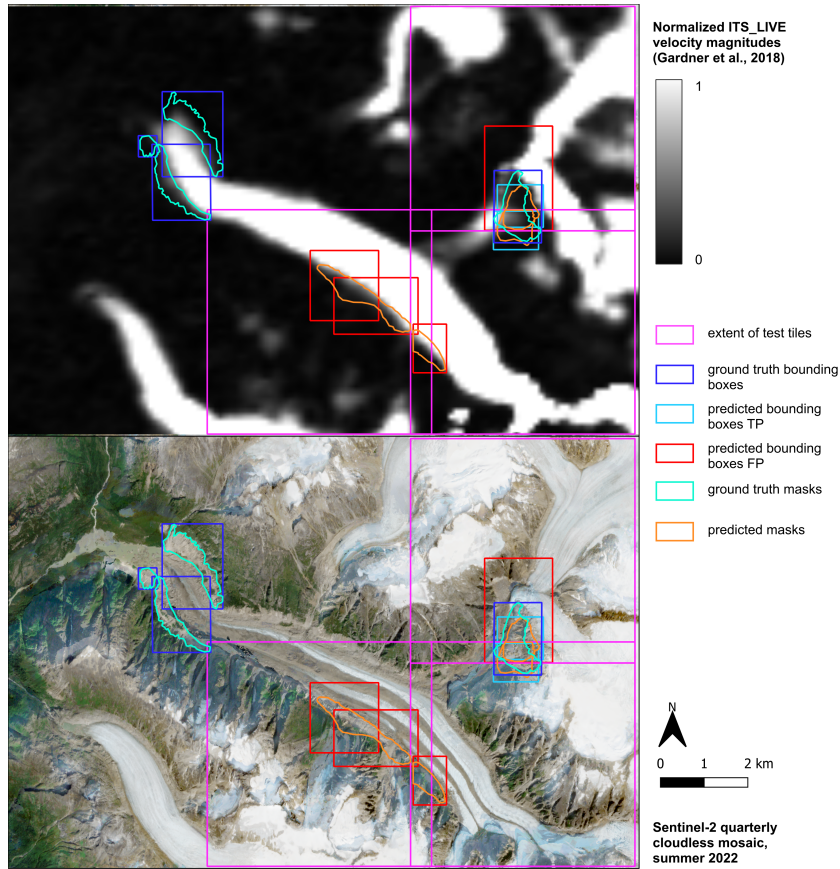 Normalized ITS_LIVE
velocity magnitudes
(Gardner et al., 2018)
1
0
extent of test tiles
ground truth bounding
boxes
predicted bounding
boxes TP
predicted bounding
boxes FP
ground truth masks
predicted masks
N
0 1 2 km
Sentinel-2 quarterly
cloudless mosaic,
summer 2022